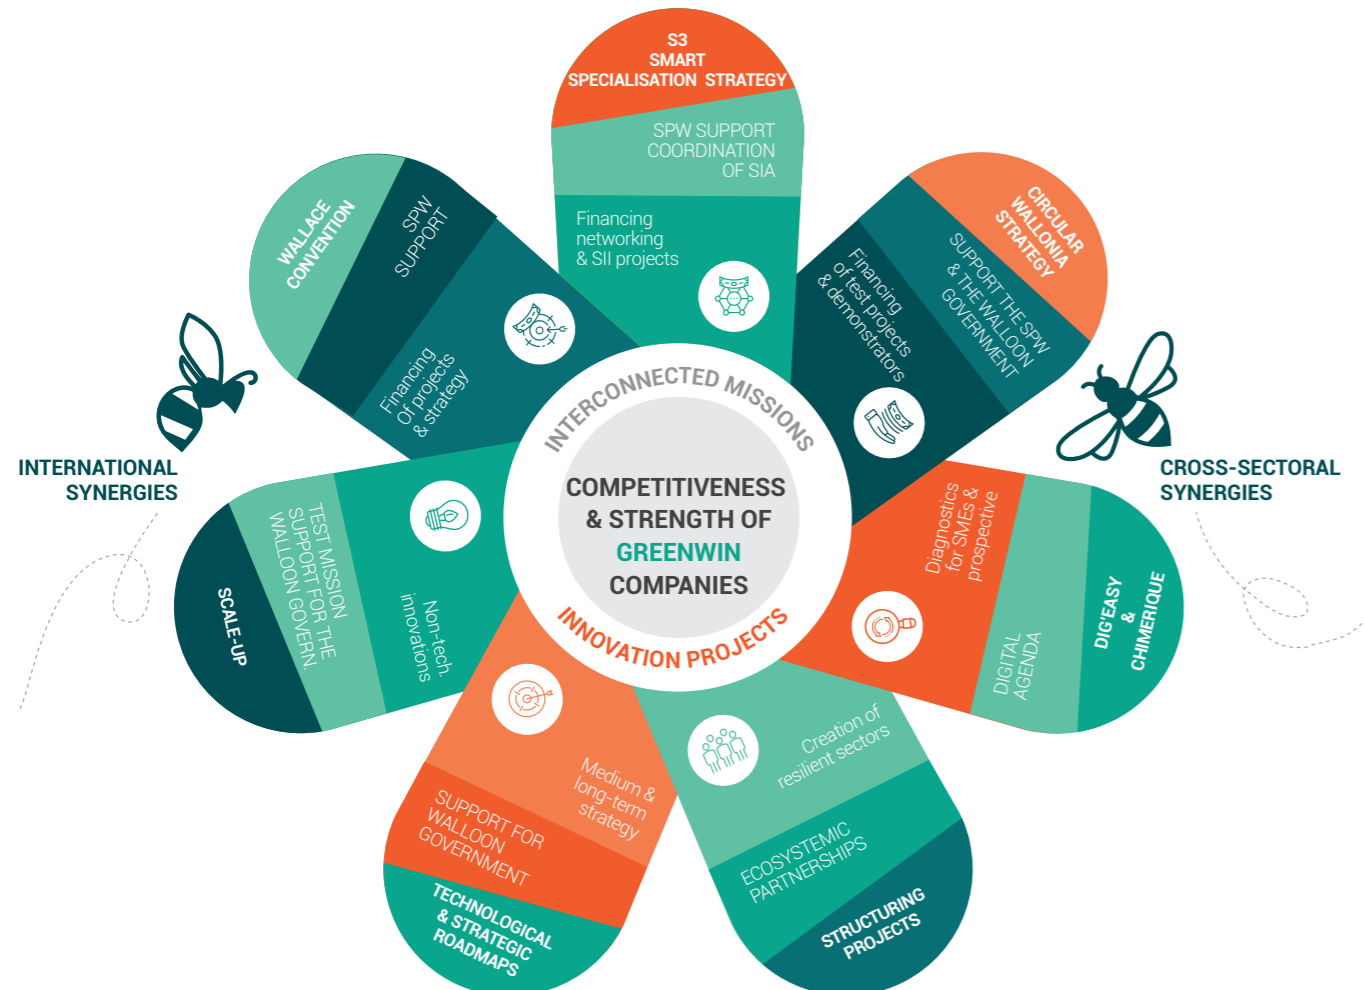 S3
SMART
SPECIALISATION STRATEGY
SPW SUPPORT
COORDINATION
OF SIA
Financing
networking
& SII projects
CIRCULAR
WALLONIA
STRATEGY
SUPPORT THE SPW
& THE WALLOON
GOVERNMENT
Financing
of test projects
& demonstrators
CROSS-SECTORAL
SYNERGIES
DIG'EASY
&
CHIMERIQUE
DIGITAL
AGENDA
Diagnostics
for SMEs &
prospective
STRUCTURING
PROJECTS
ECOSYSTEMIC
PARTNERSHIPS
Creation of
resilient sectors
TECHNOLOGICAL
& STRATEGIC
ROADMAPS
SUPPORT FOR
WALLOON
GOVERNMENT
Medium &
long-term
strategy
SCALE-UP
TEST MISSION
SUPPORT FOR THE
WALLOON GOVERN.
Non-tech.
innovations
INTERNATIONAL
SYNERGIES
WALLACE
CONVENTION
SPW
SUPPORT
Financing
Of projects
& strategy
INTERCONNECTED MISSIONS
COMPETITIVENESS
& STRENGTH OF
GREENWIN
COMPANIES
INNOVATION PROJECTS